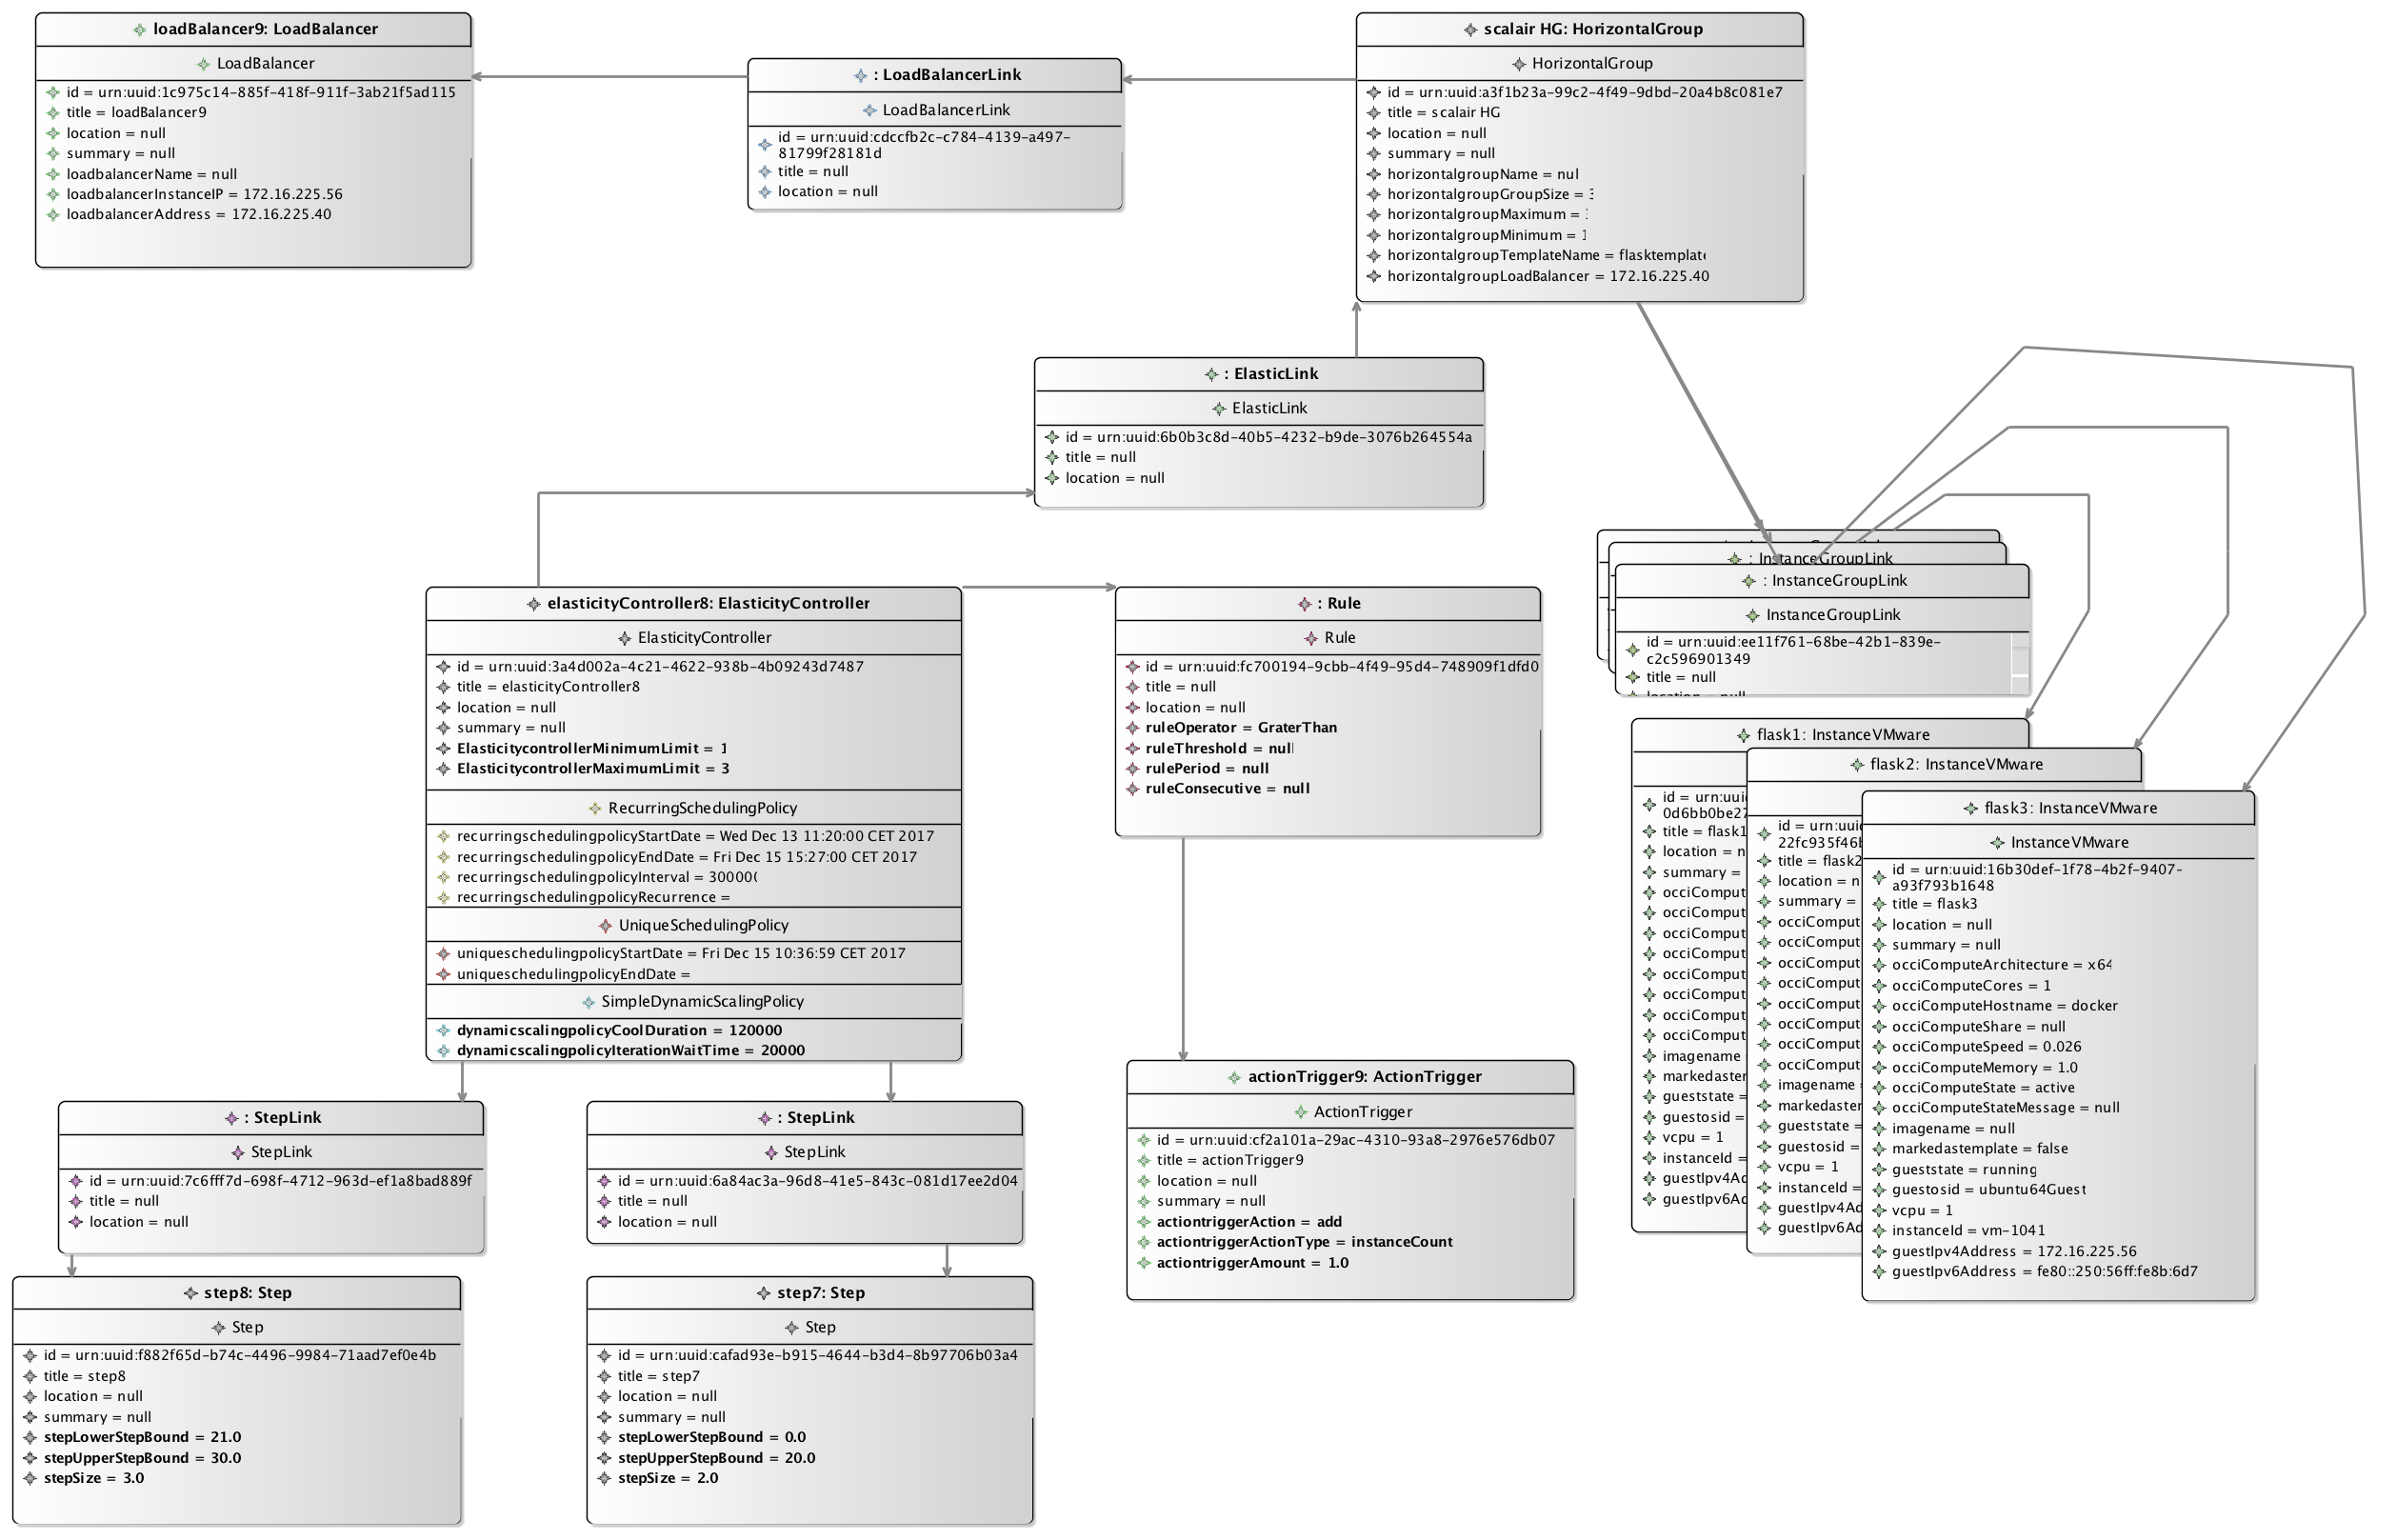 loadBalancer9: LoadBalancer
LoadBalancer
id = urn:uuid:1c975c14-885f-418f-911f-3ab21f5ad115
title = loadBalancer9
location = null
summary = null
loadbalancerName = null
loadbalancerInstanceIP = 172.16.225.56
loadbalancerAddress = 172.16.225.40
: LoadBalancerLink
LoadBalancerLink
id = urn:uuid:cdccfb2c-c784-4139-a497-
81799f28181d
title = null
location = null
scalair HG: HorizontalGroup
HorizontalGroup
id = urn:uuid:a3f1b23a-99c2-4f49-9dbd-20a4b8c081e7
title = scalair HG
location = null
summary = null
horizontalgroupName = nul
horizontalgroupGroupSize =
horizontalgroupMaximum =
horizontalgroupMinimum = 1
horizontalgroupTemplateName = flasktemplate
horizontalgroupLoadBalancer = 172.16.225.40
: ElasticLink
ElasticLink
id = urn:uuid:6b0b3c8d-40b5-4232-b9de-3076b264554a
title = null
location = null
: InstanceGroupLink
: InstanceGroupLink
InstanceGroupLink
id = urn:uuid:ee11f761-68be-42b1-839e-
c2c596901349
title = null
location = null
elasticityController8: ElasticityController
ElasticityController
id = urn:uuid:3a4d002a-4c21-4622-938b-4b09243d7487
title = elasticityController8
location = null
summary = null
ElasticitycontrollerMinimumLimit = 1
ElasticitycontrollerMaximumLimit = 3
RecurringSchedulingPolicy
recurringschedulingpolicyStartDate = Wed Dec 13 11:20:00 CET 2017
recurringschedulingpolicyEndDate = Fri Dec 15 15:27:00 CET 2017
recurringschedulingpolicyInterval = 300000
recurringschedulingpolicyRecurrence =
UniqueSchedulingPolicy
uniqueschedulingpolicyStartDate = Fri Dec 15 10:36:59 CET 2017
uniqueschedulingpolicyEndDate =
SimpleDynamicScalingPolicy
dynamicscalingpolicyCoolDuration = 120000
dynamicscalingpolicyIterationWaitTime = 20000
: Rule
Rule
id = urn:uuid:fc700194-9cbb-4f49-95d4-748909f1dfd0
title = null
location = null
ruleOperator = GraterThan
ruleThreshold = null
rulePeriod = null
ruleConsecutive = null
flask1: InstanceVMware
id = urn:uuid
0d6bb0be27
title = flask1
location = n
summary =
occiComput
occiComput
occiComput
occiComput
occiComput
occiComput
occiComput
occiComput
imagename
markedaster
gueststate =
guestosid =
vcpu = 1
instanceId =
guestIpv4Ad
guestIpv6Ad
flask2: InstanceVMware
id = urn:uuid
22fc935f46b
title = flask2
location = n
summary =
occiComput
occiComput
occiComput
occiComput
occiComput
occiComput
occiComput
occiComput
imagename =
markedaster
gueststate =
guestosid =
vcpu = 1
instanceId =
guestIpv4Ad
guestIpv6Ad
flask3: InstanceVMware
InstanceVMware
id = urn:uuid:16b30def-1f78-4b2f-9407-
a93f793b1648
title = flask3
location = null
summary = null
occiComputeArchitecture = x64
occiComputeCores = 1
occiComputeHostname = docker
occiComputeShare = null
occiComputeSpeed = 0.026
occiComputeMemory = 1.0
occiComputeState = active
occiComputeStateMessage = null
imagename = null
markedastemplate = false
gueststate = running
guestosid = ubuntu64Guest
vcpu = 1
instanceId = vm-1041
guestIpv4Address = 172.16.225.56
guestIpv6Address = fe80::250:56ff:fe8b:6d7
: StepLink
StepLink
id = urn:uuid:7c6fff7d-698f-4712-963d-ef1a8bad889f
title = null
location = null
: StepLink
StepLink
id = urn:uuid:6a84ac3a-96d8-41e5-843c-081d17ee2d04
title = null
location = null
actionTrigger9: ActionTrigger
ActionTrigger
id = urn:uuid:cf2a101a-29ac-4310-93a8-2976e576db07
title = actionTrigger9
location = null
summary = null
actiontriggerAction = add
actiontriggerActionType = instanceCount
actiontriggerAmount = 1.0
step8: Step
Step
id = urn:uuid:f882f65d-b74c-4496-9984-71aad7ef0e4b
title = step8
location = null
summary = null
stepLowerStepBound = 21.0
stepUpperStepBound = 30.0
stepSize = 3.0
step7: Step
Step
id = urn:uuid:cafad93e-b915-4644-b3d4-8b97706b03a4
title = step7
location = null
summary = null
stepLowerStepBound = 0.0
stepUpperStepBound = 20.0
stepSize = 2.0